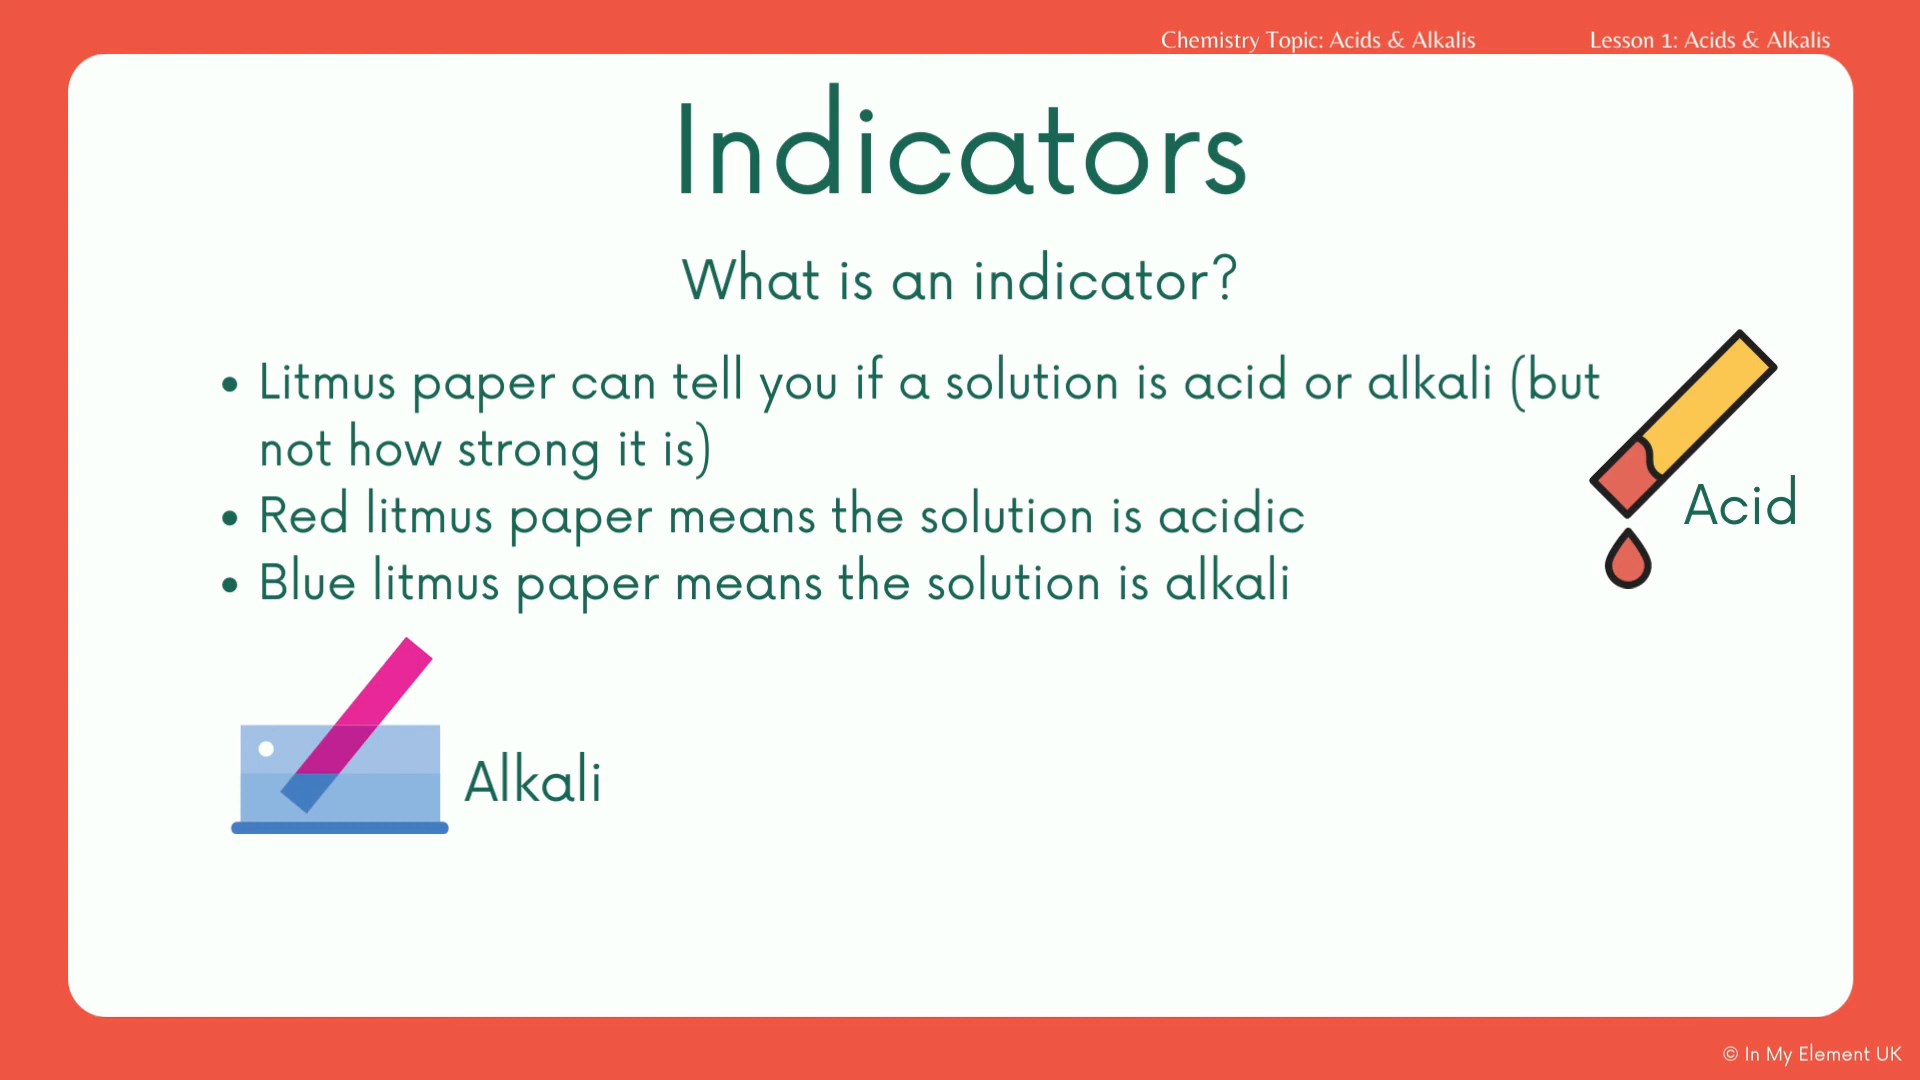 Chemistry Topic: Acids & Alkalis
Lesson 1: Acids & Alkalis
Indicators
What is an indicator?
• Litmus paper can tell you if a solution is acid or alkali (but
not how strong it is)
• Red litmus paper means the solution is acidic
• Blue litmus paper means the solution is alkali
Acid
Alkali
© In My Element UK